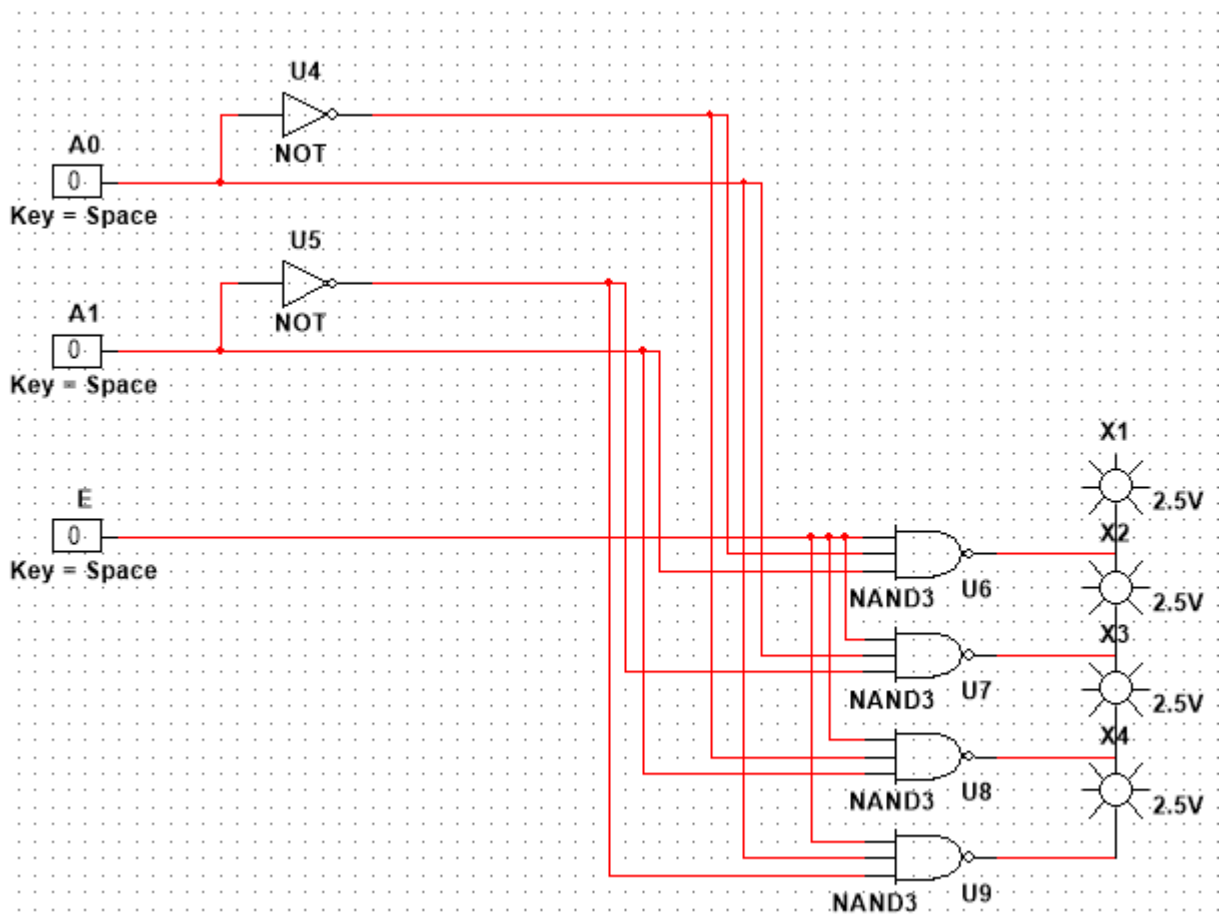 U4
NOT
A0
0
Key = Space
U5
NOT
A1
0
Key = Space
X1
2.5V
E
0
Key = Space
X2
NAND3 U6
2.5V
X3
NAND3 U7
2.5V
X4
NAND3 U8
2.5V
NAND3 U9